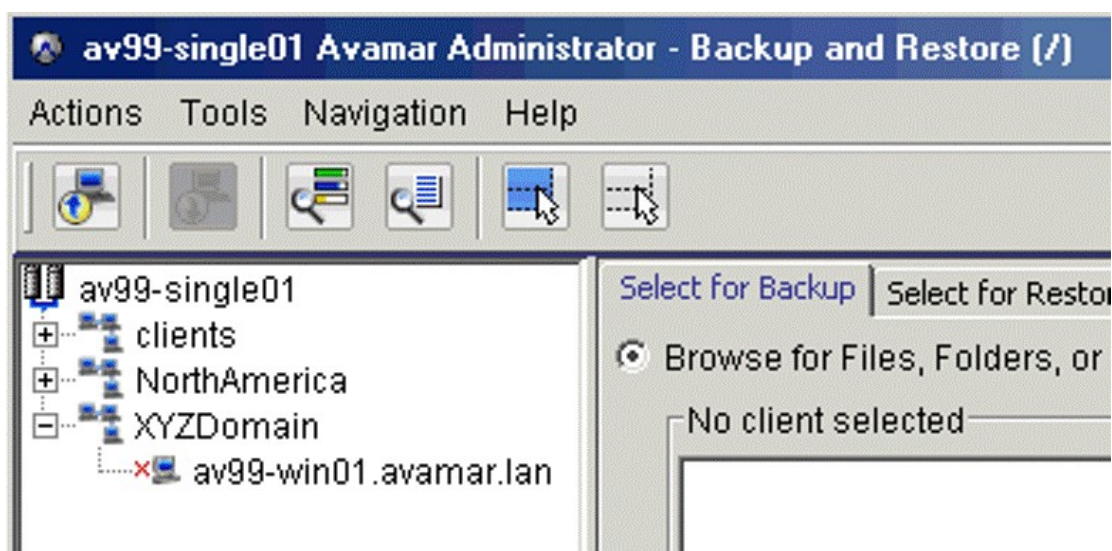 av99-single01 Avamar Administrator - Backup and Restore (/)
Actions Tools Navigation Help
av99-single01
clients
NorthAmerica
XYZDomain
av99-win01.avamar.lan
Select for Backup Select for Restor
Browse for Files, Folders, or
No client selected